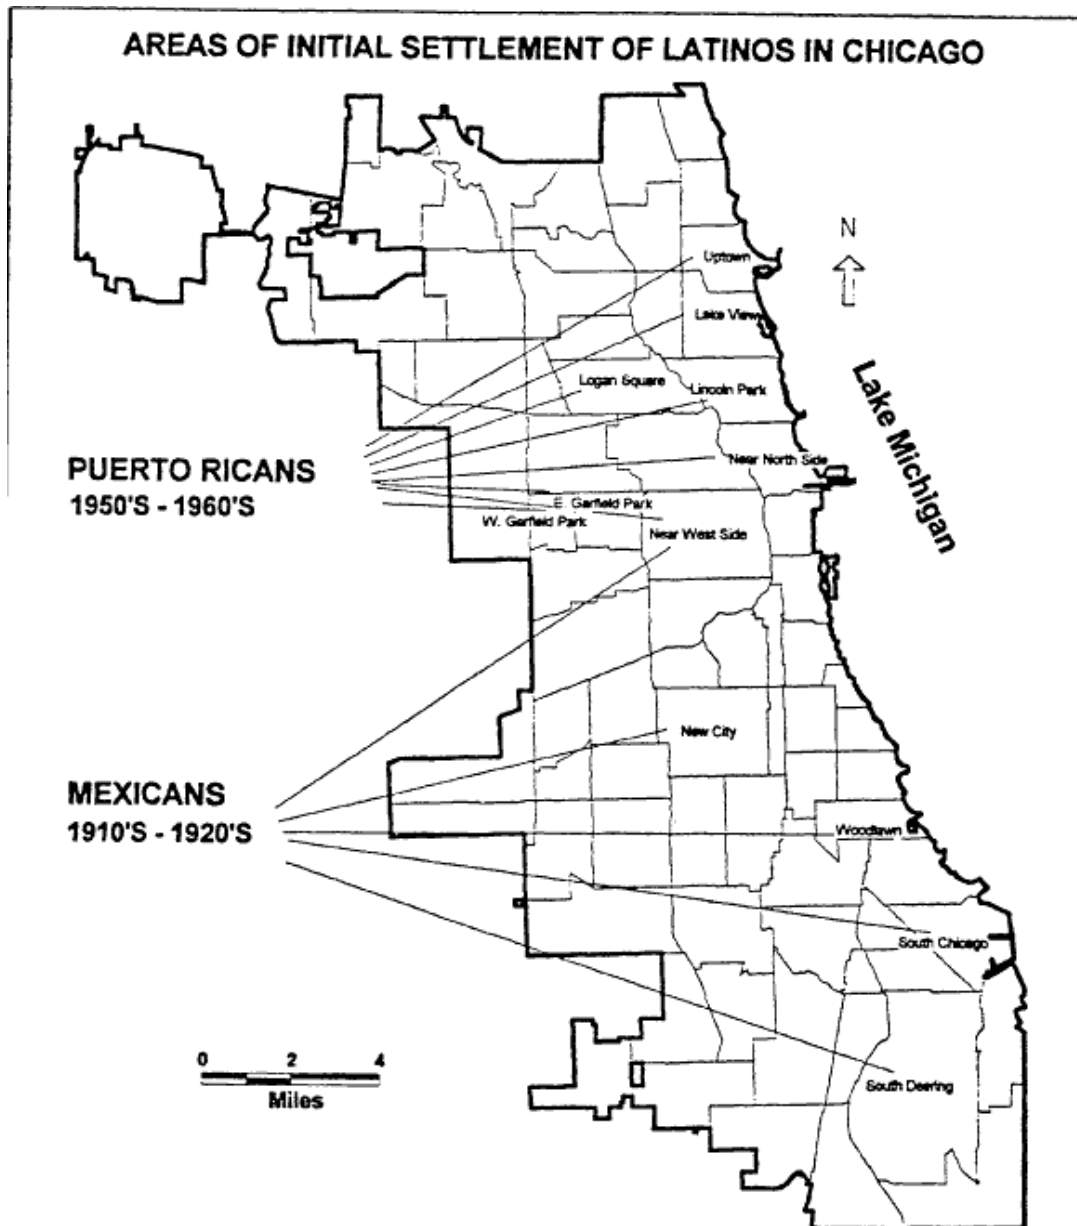 AREAS OF INITIAL SETTLEMENT OF LATINOS IN CHICAGO
N
Uptown
Lake View
Lake Michigan
Logan Square
Lincoln Park
PUERTO RICANS
1950'S - 1960'S
Near North Side
E. Garfield Park
W. Garfield Park
Near West Side
New City
MEXICANS
1910'S - 1920'S
Woodlawn
South Chicago
South Deering
0 2 4
Miles